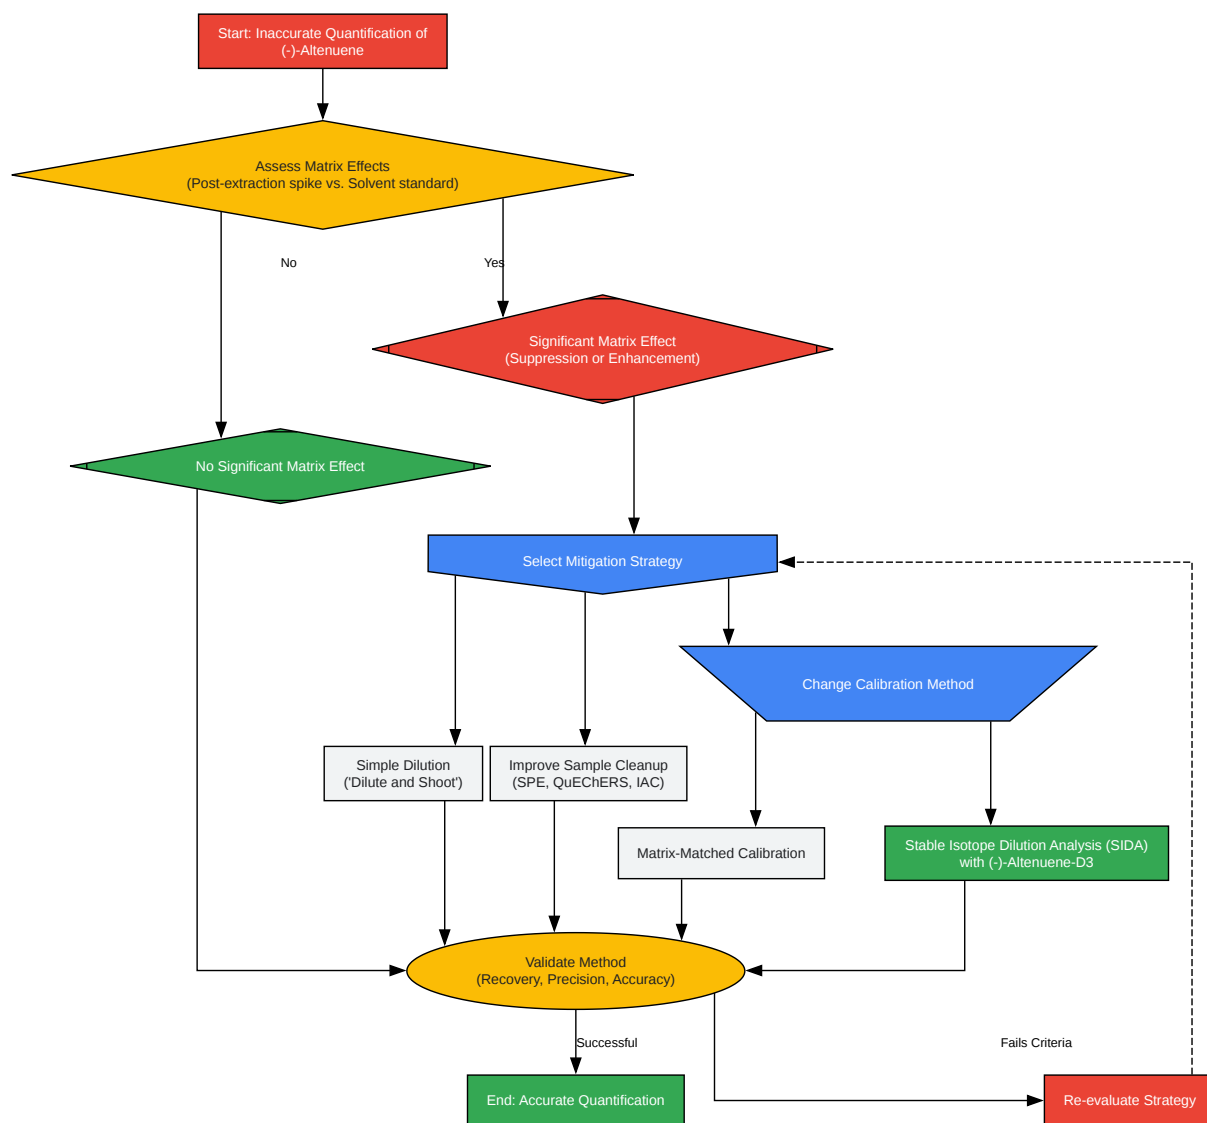 Start: Inaccurate Quantification of
(-)-Altenuene
Assess Matrix Effects
(Post-extraction spike vs. Solvent standard)
No
Yes
Significant Matrix Effect
(Suppression or Enhancement)
No Significant Matrix Effect
Select Mitigation Strategy
Change Calibration Method
Simple Dilution
('Dilute and Shoot')
Improve Sample Cleanup
(SPE, QuEChERS, IAC)
Matrix-Matched Calibration
Stable Isotope Dilution Analysis (SIDA)
with (-)-Altenuene-D3
Validate Method
(Recovery, Precision, Accuracy)
Successful
Fails Criteria
End: Accurate Quantification
Re-evaluate Strategy